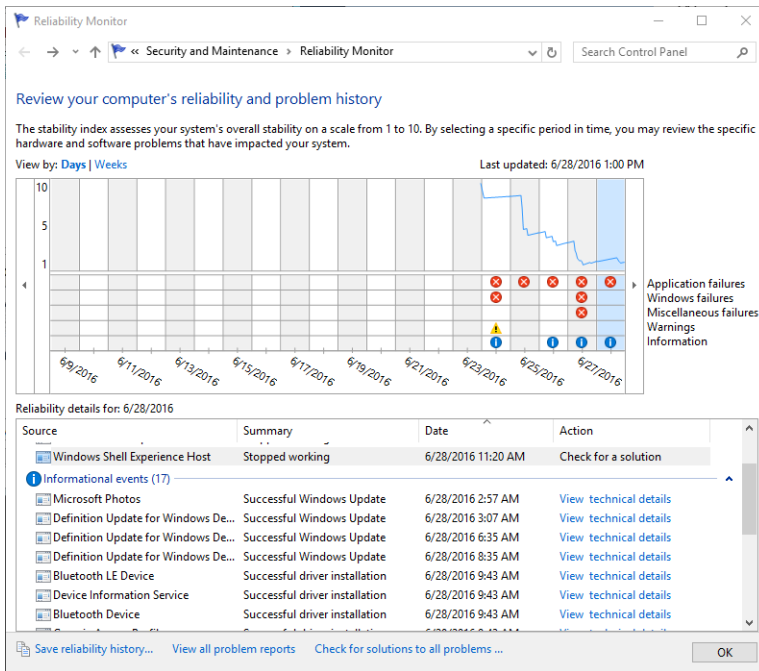 Reliability Monitor
« Security and Maintenance › Reliability Monitor
Search Control Panel
Review your computer's reliability and problem history
The stability index assesses your system's overall stability on a scale from 1 to 10. By selecting a specific period in time, you may review the specific
hardware and software problems that have impacted your system.
View by: Days | Weeks
Last updated: 6/28/2016 1:00 PM
10
5
1
Application failures
Windows failures
Miscellaneous failures
Warnings
Information
6/9/2016 6/11/2016 6/13/2016 6/15/2016 6/17/2016 6/19/2016 6/21/2016 6/23/2016 6/25/2016 6/27/2016
Reliability details for: 6/28/2016
Source Summary Date Action
Windows Shell Experience Host Stopped working 6/28/2016 11:20 AM Check for a solution
Informational events (17)
Microsoft Photos Successful Windows Update 6/28/2016 2:57 AM View technical details
Definition Update for Windows De... Successful Windows Update 6/28/2016 3:07 AM View technical details
Definition Update for Windows De... Successful Windows Update 6/28/2016 6:35 AM View technical details
Definition Update for Windows De... Successful Windows Update 6/28/2016 8:35 AM View technical details
Bluetooth LE Device Successful driver installation 6/28/2016 9:43 AM View technical details
Device Information Service Successful driver installation 6/28/2016 9:43 AM View technical details
Bluetooth Device Successful driver installation 6/28/2016 9:43 AM View technical details
Save reliability history... View all problem reports Check for solutions to all problems ...
OK